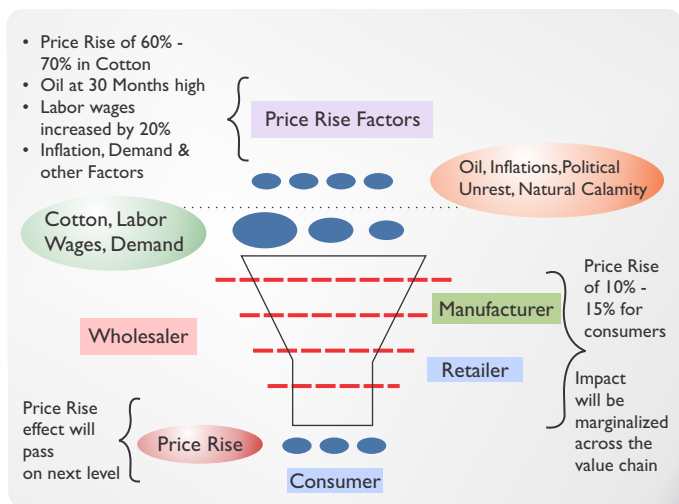 • Price Rise of 60% -
70% in Cotton
• Oil at 30 Months high
• Labor wages
increased by 20%
• Inflation, Demand &
other Factors
Price Rise Factors
Oil, Inflations,Political
Unrest, Natural Calamity
Cotton, Labor
Wages, Demand
Price Rise
of 10% -
15% for
consumers
Manufacturer
Wholesaler
Retailer
Impact
will be
marginalized
across the
value chain
Price Rise
effect will
pass
on next level
Price Rise
Consumer